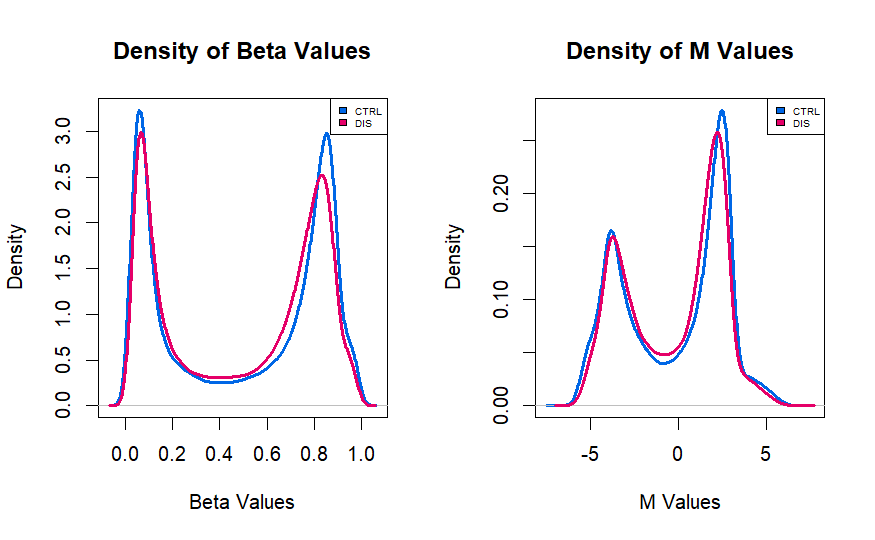 Density of Beta Values
Density
0.0 0.5 1.0 1.5 2.0 2.5 3.0
CTRL
DIS
0.0 0.2 0.4 0.6 0.8 1.0
Beta Values
Density of M Values
Density
0.00 0.10 0.20
CTRL
DIS
-5 0 5
M Values